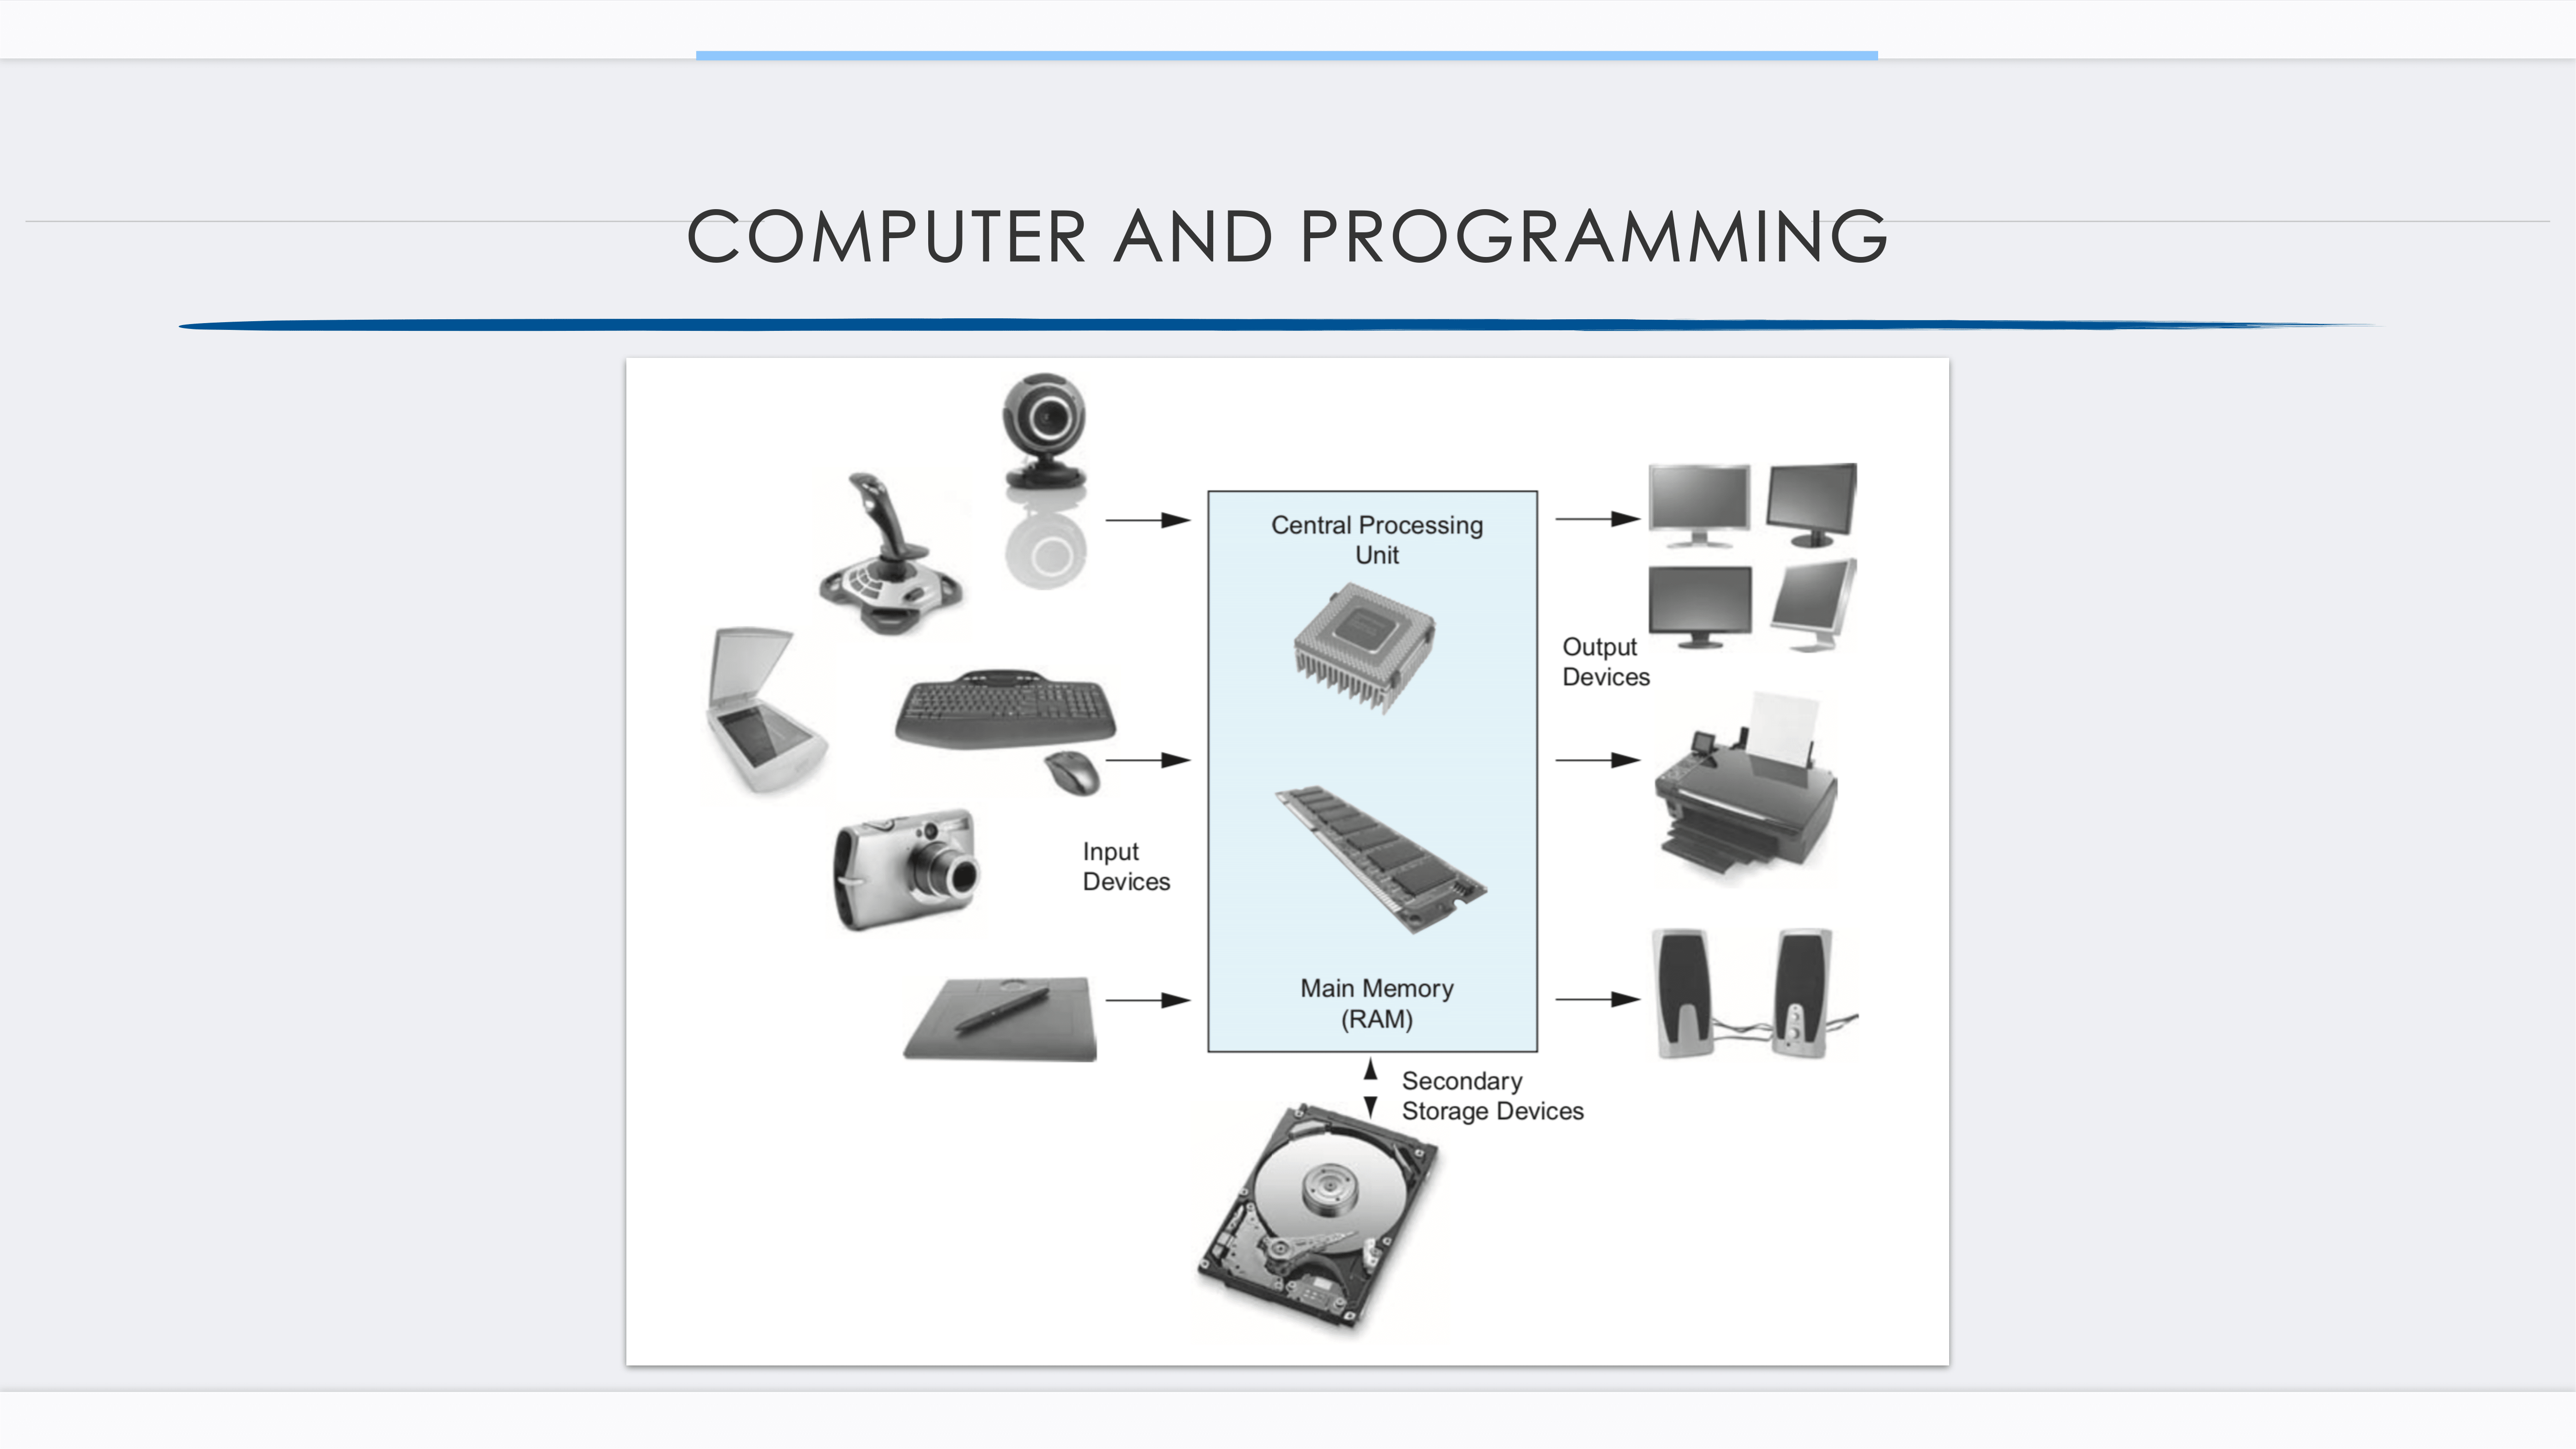 COMPUTER AND PROGRAMMING
Central Processing
Unit
Output
Devices
Input
Devices
Main Memory
(RAM)
Secondary
Storage Devices